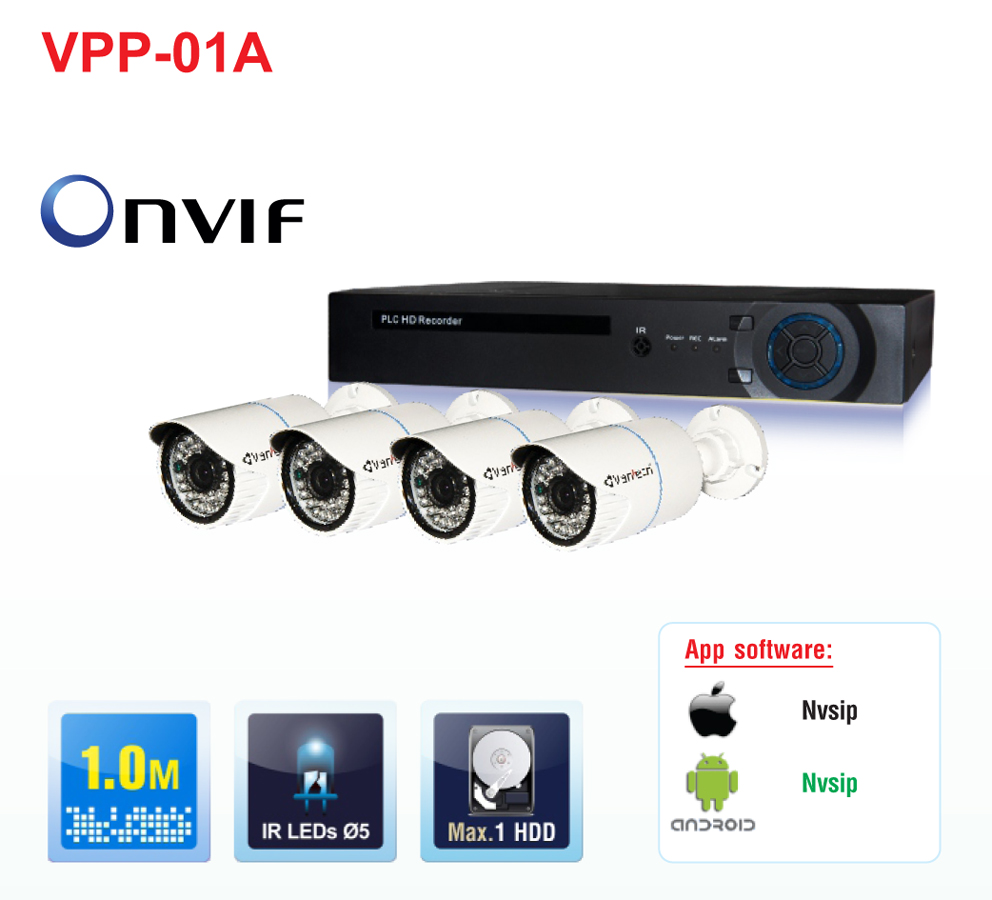 VPP-01A
ONVIF
PLC HD Recorder
IR
Power REC Alarm
vantech
App software:
Nvsip
1.0M
IR LEDs Ø5
Max.1 HDD
Nvsip
ANDROID